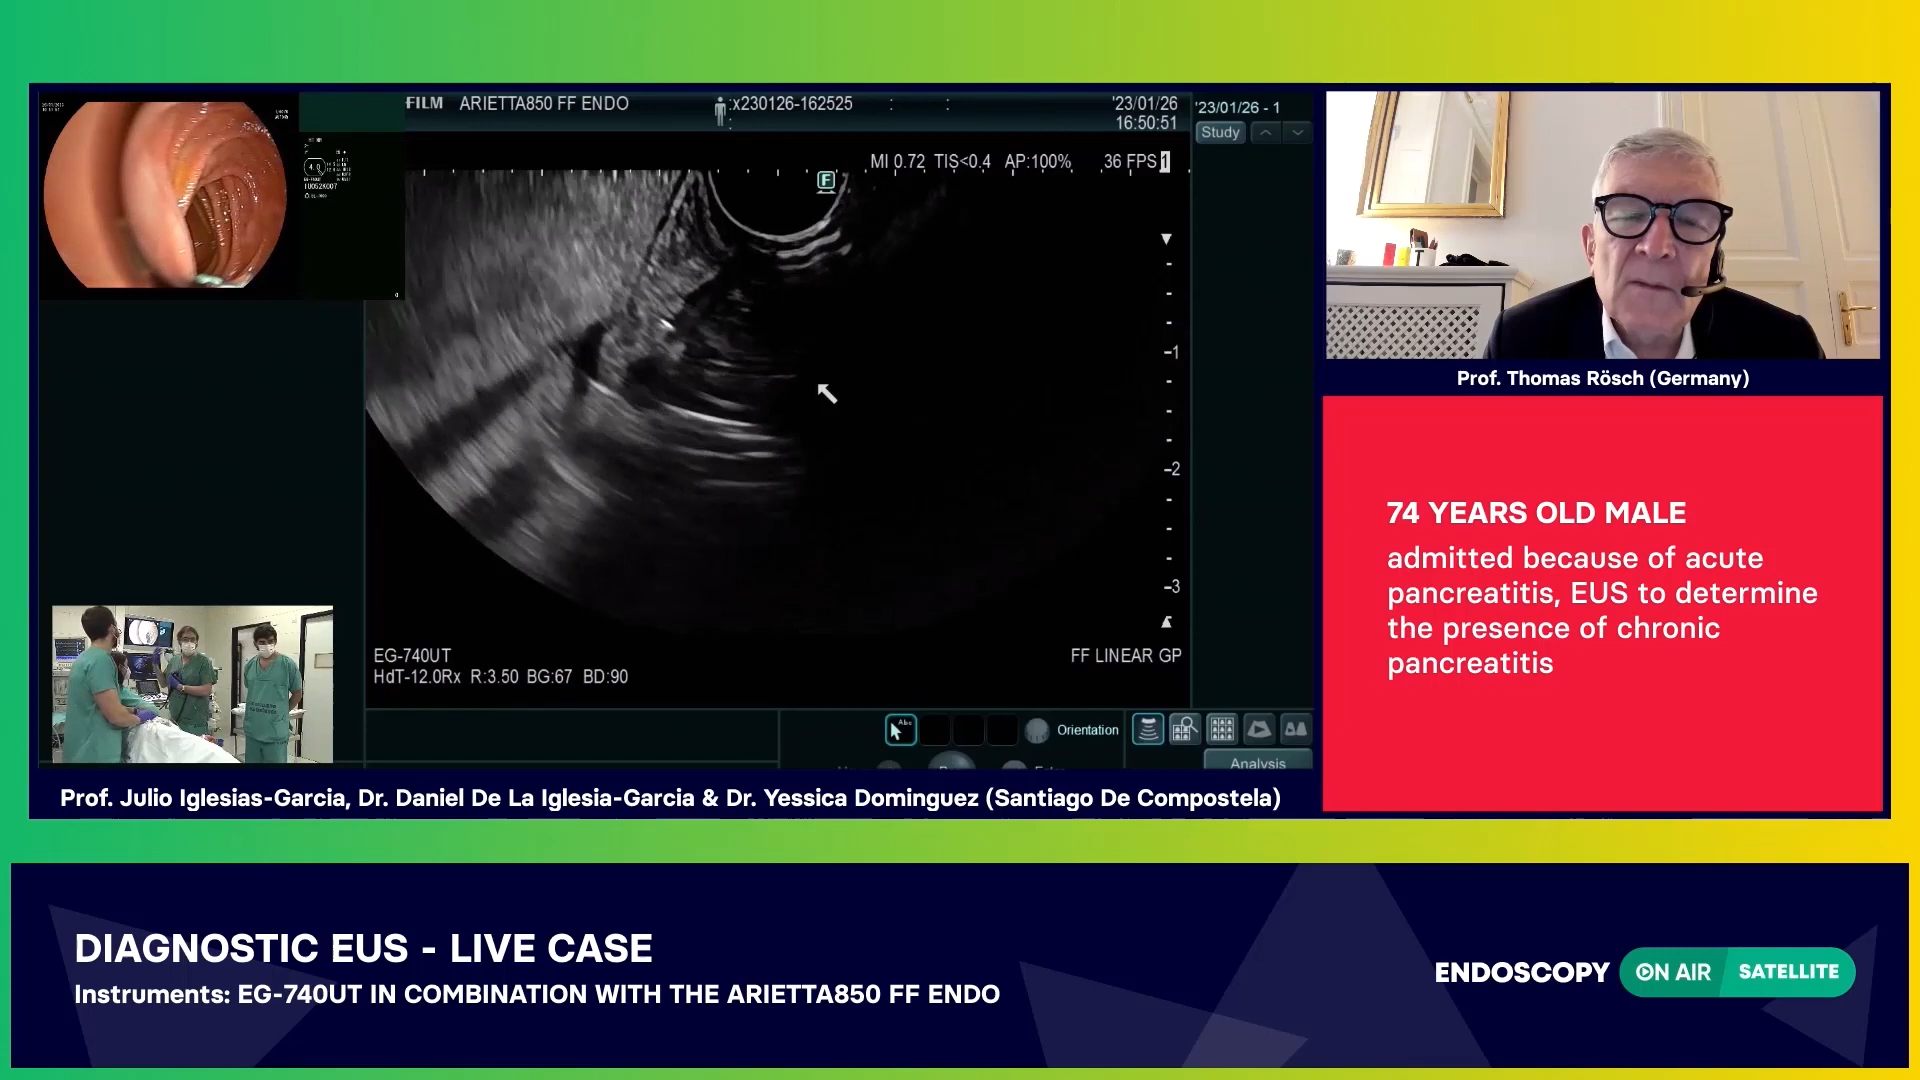 FILM ARIETTA850 FF ENDO :x230126-162525 : : '23/01/26
: 16:50:51
'23/01/26 - 1
Study
MI 0.72 TIS<0.4 AP:100% 36 FPS 1
F
-1
-2
-3
EG-740UT
HdT-12.0Rx R:3.50 BG:67 BD:90
FF LINEAR GP
Abc
Orientation
Analysis
Prof. Julio Iglesias-Garcia, Dr. Daniel De La Iglesia-Garcia & Dr. Yessica Dominguez (Santiago De Compostela)
Prof. Thomas Rösch (Germany)
74 YEARS OLD MALE
admitted because of acute
pancreatitis, EUS to determine
the presence of chronic
pancreatitis
DIAGNOSTIC EUS - LIVE CASE
Instruments: EG-740UT IN COMBINATION WITH THE ARIETTA850 FF ENDO
ENDOSCOPY ON AIR SATELLITE